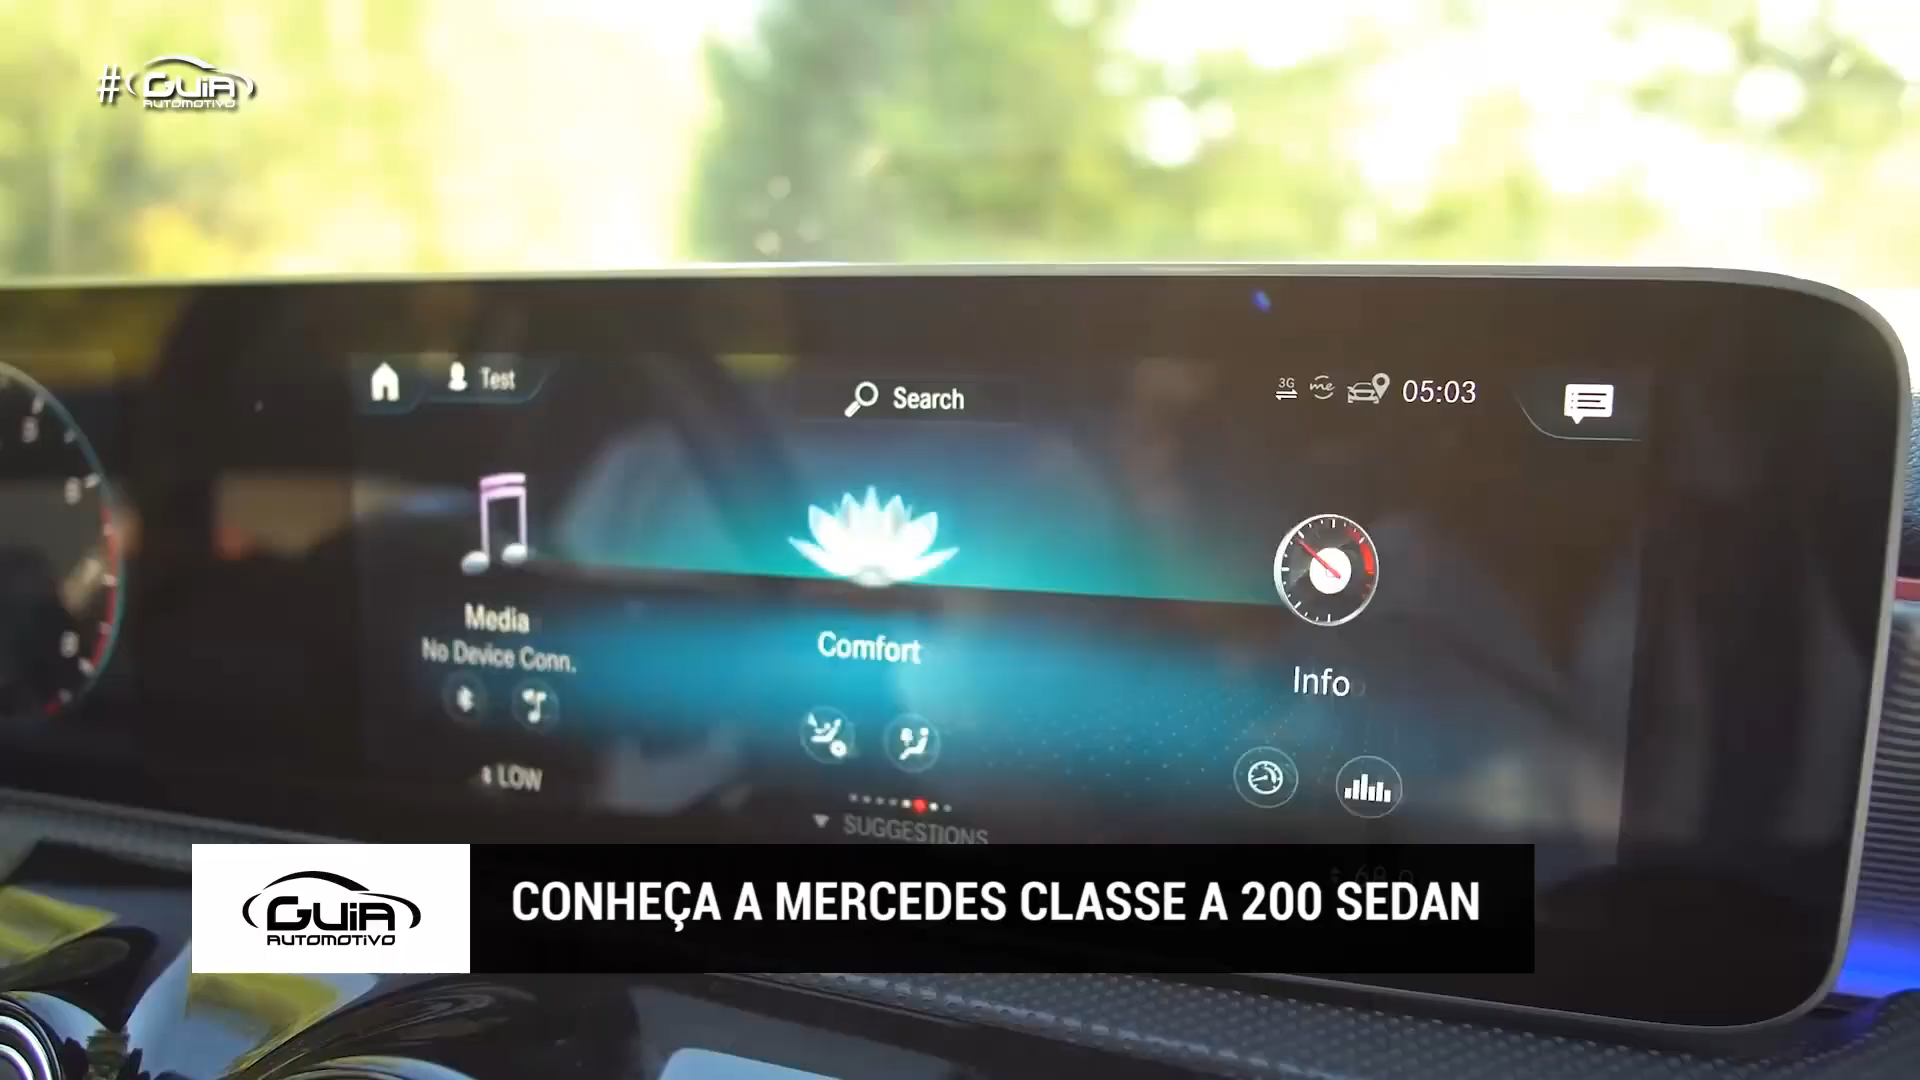 #GUIA
AUTOMOTIVO
Test
Search
3G
me
05:03
Media
No Device Conn.
Comfort
Info
LOW
SUGGESTIONS
GUIA
AUTOMOTIVO
CONHEÇA A MERCEDES CLASSE A 200 SEDAN